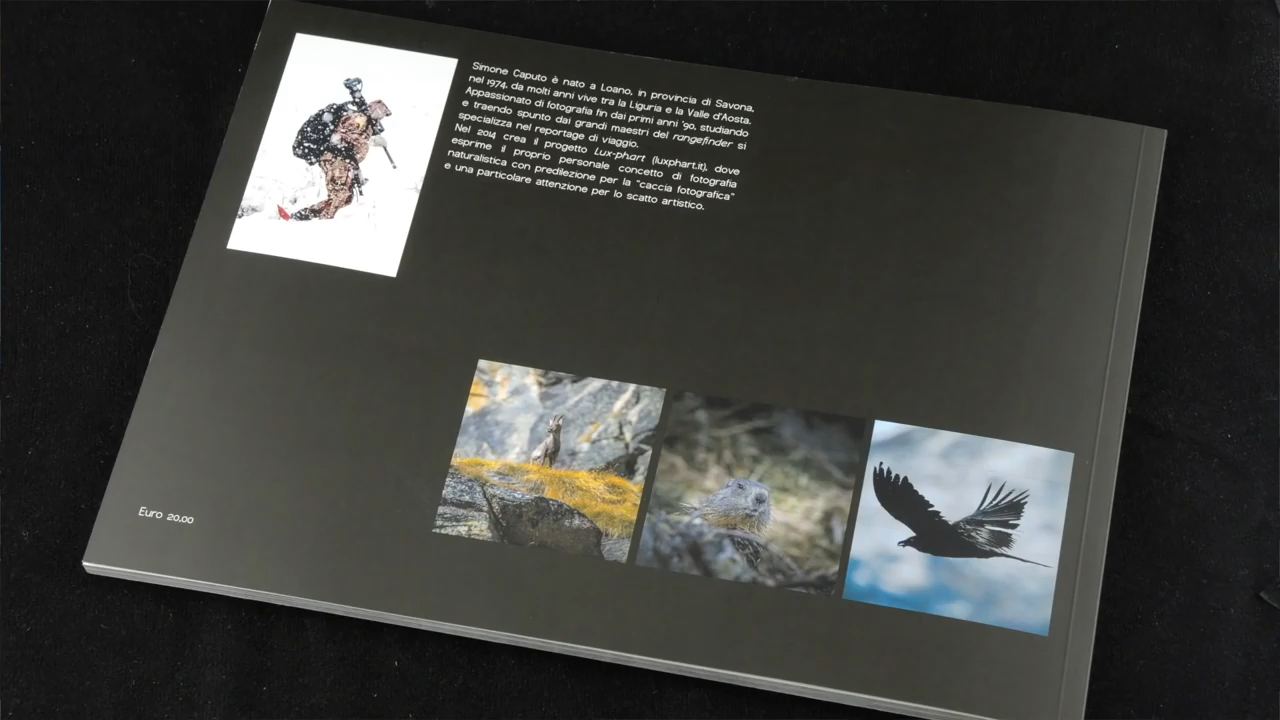 Simone Caputo è nato a Loano, in provincia di Savona,
nel 1974, da molti anni vive tra la Liguria e la Valle d'Aosta.
Appassionato di fotografia fin dai primi anni '90, studiando
e traendo spunto dai grandi maestri del rangefinder si
specializza nel reportage di viaggio.
Nel 2014 crea il progetto Lux-phart (luxphart.it), dove
esprime il proprio personale concetto di fotografia
naturalistica con predilezione per la "caccia fotografica"
e una particolare attenzione per lo scatto artistico.
Euro 20,00